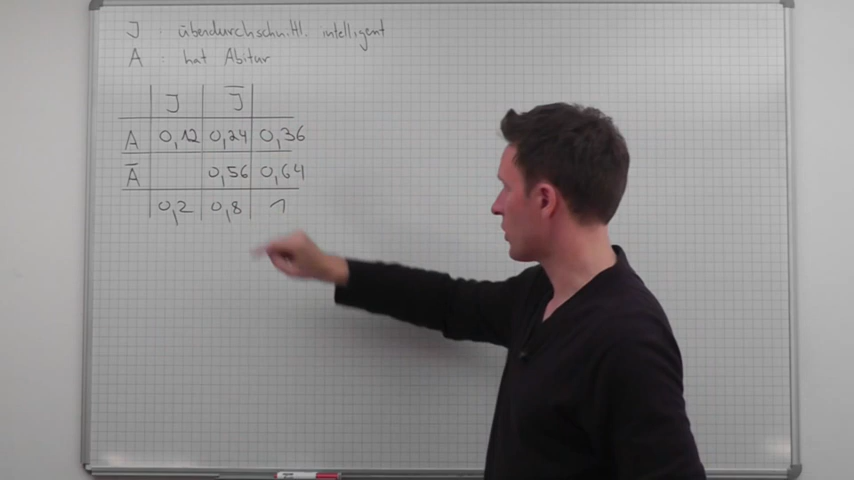 J : überdurchschnittl. intelligent
A : hat Abitur
J J̅
A 0,12 0,24 0,36
A̅ 0,56 0,64
0,2 0,8 1